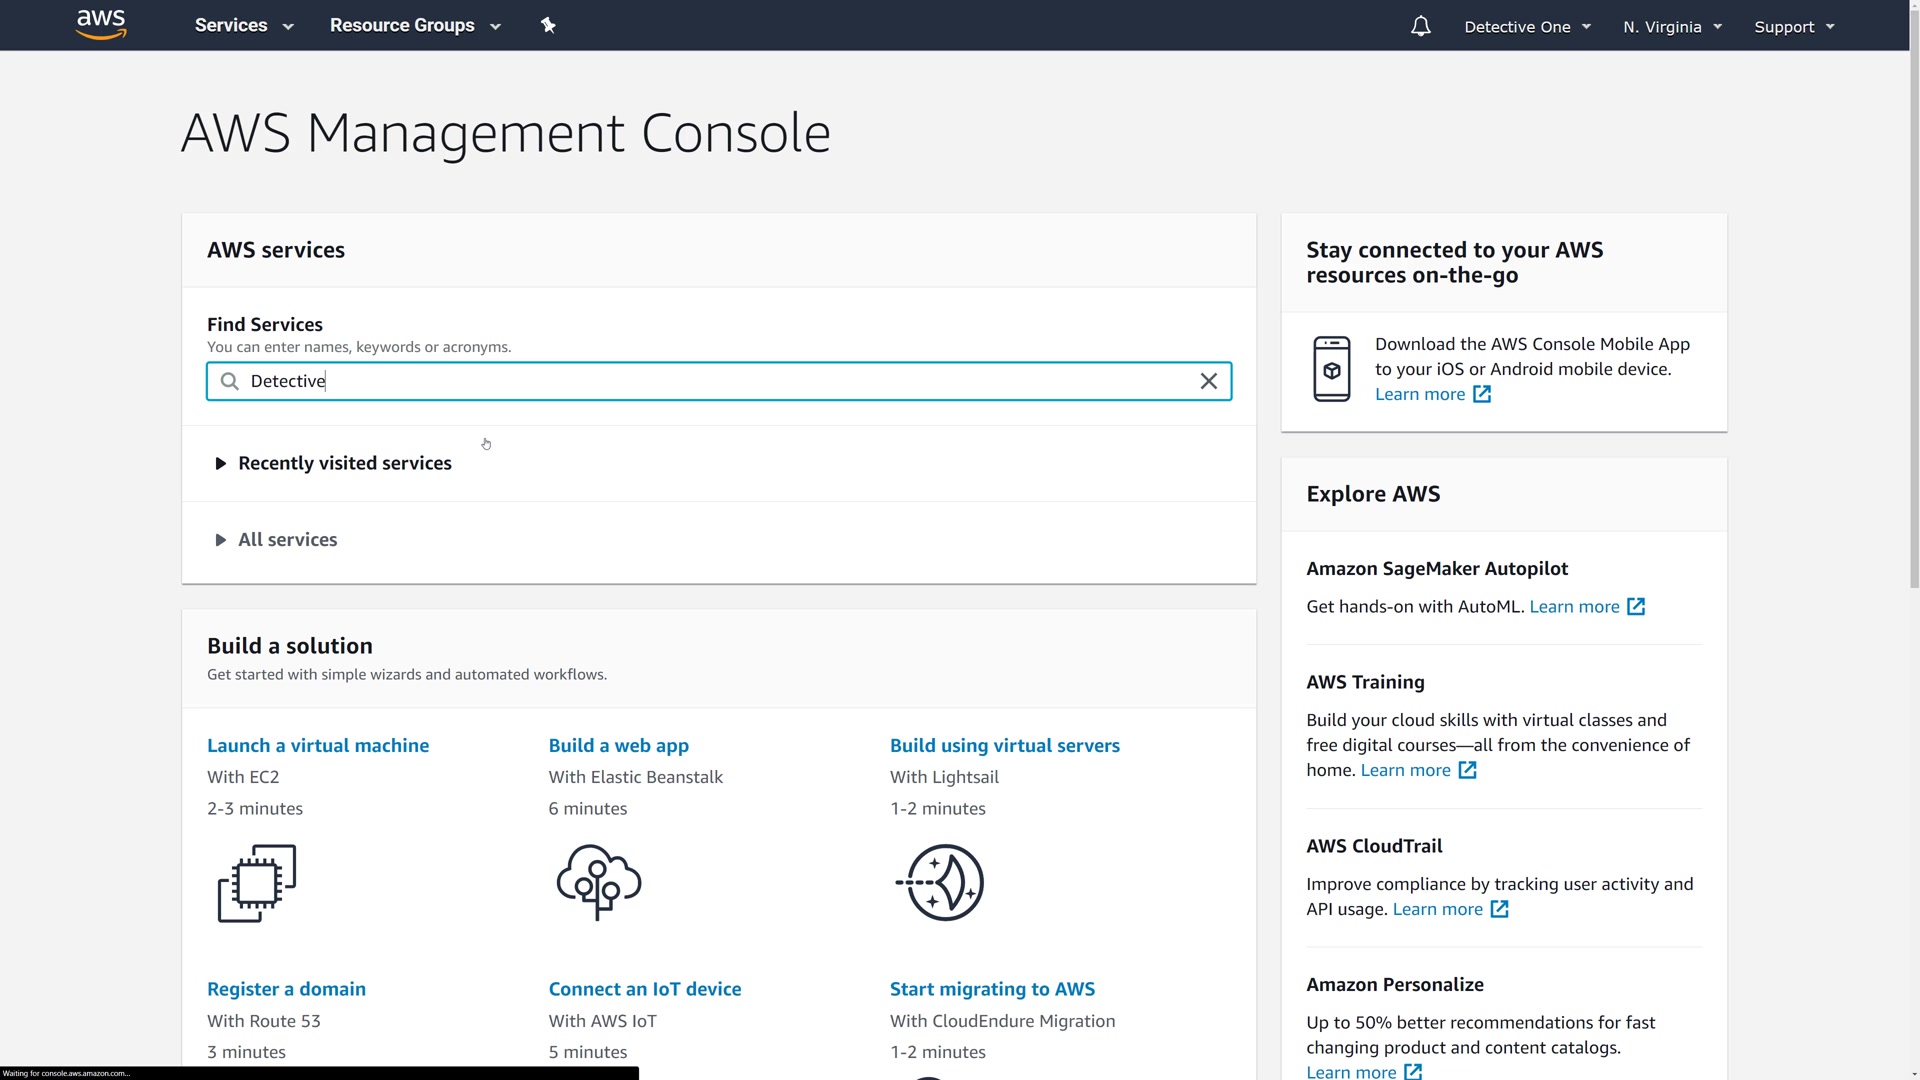 aws
Services
Resource Groups
Detective One
N. Virginia
Support
AWS Management Console
AWS services
Find Services
You can enter names, keywords or acronyms.
Detective
Recently visited services
All services
Build a solution
Get started with simple wizards and automated workflows.
Launch a virtual machine
With EC2
2-3 minutes
Build a web app
With Elastic Beanstalk
6 minutes
Build using virtual servers
With Lightsail
1-2 minutes
Register a domain
With Route 53
3 minutes
Connect an IoT device
With AWS IoT
5 minutes
Start migrating to AWS
With CloudEndure Migration
1-2 minutes
Stay connected to your AWS
resources on-the-go
Download the AWS Console Mobile App
to your iOS or Android mobile device.
Learn more
Explore AWS
Amazon SageMaker Autopilot
Get hands-on with AutoML. Learn more
AWS Training
Build your cloud skills with virtual classes and
free digital courses—all from the convenience of
home. Learn more
AWS CloudTrail
Improve compliance by tracking user activity and
API usage. Learn more
Amazon Personalize
Up to 50% better recommendations for fast
changing product and content catalogs.
Learn more
Waiting for console.aws.amazon.com...